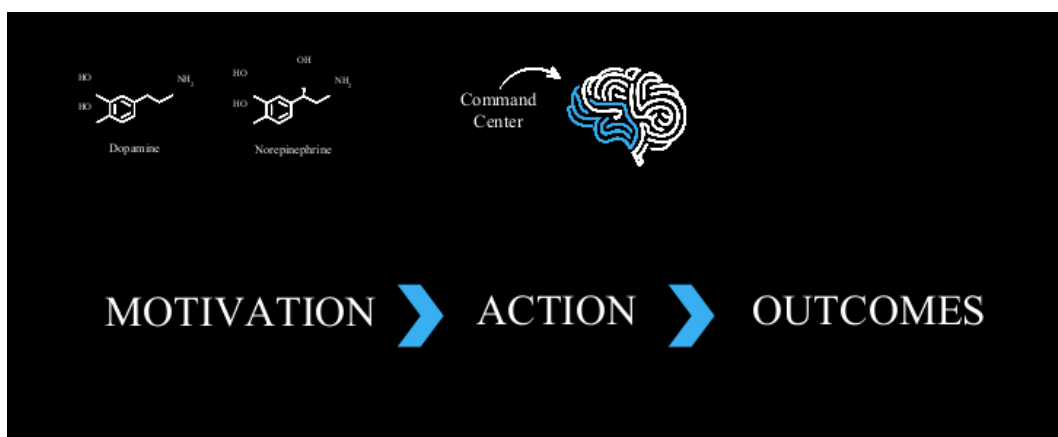 HO
HO
NH2
Dopamine
OH
HO
HO
NH2
Norepinephrine
Command
Center
MOTIVATION
ACTION
OUTCOMES